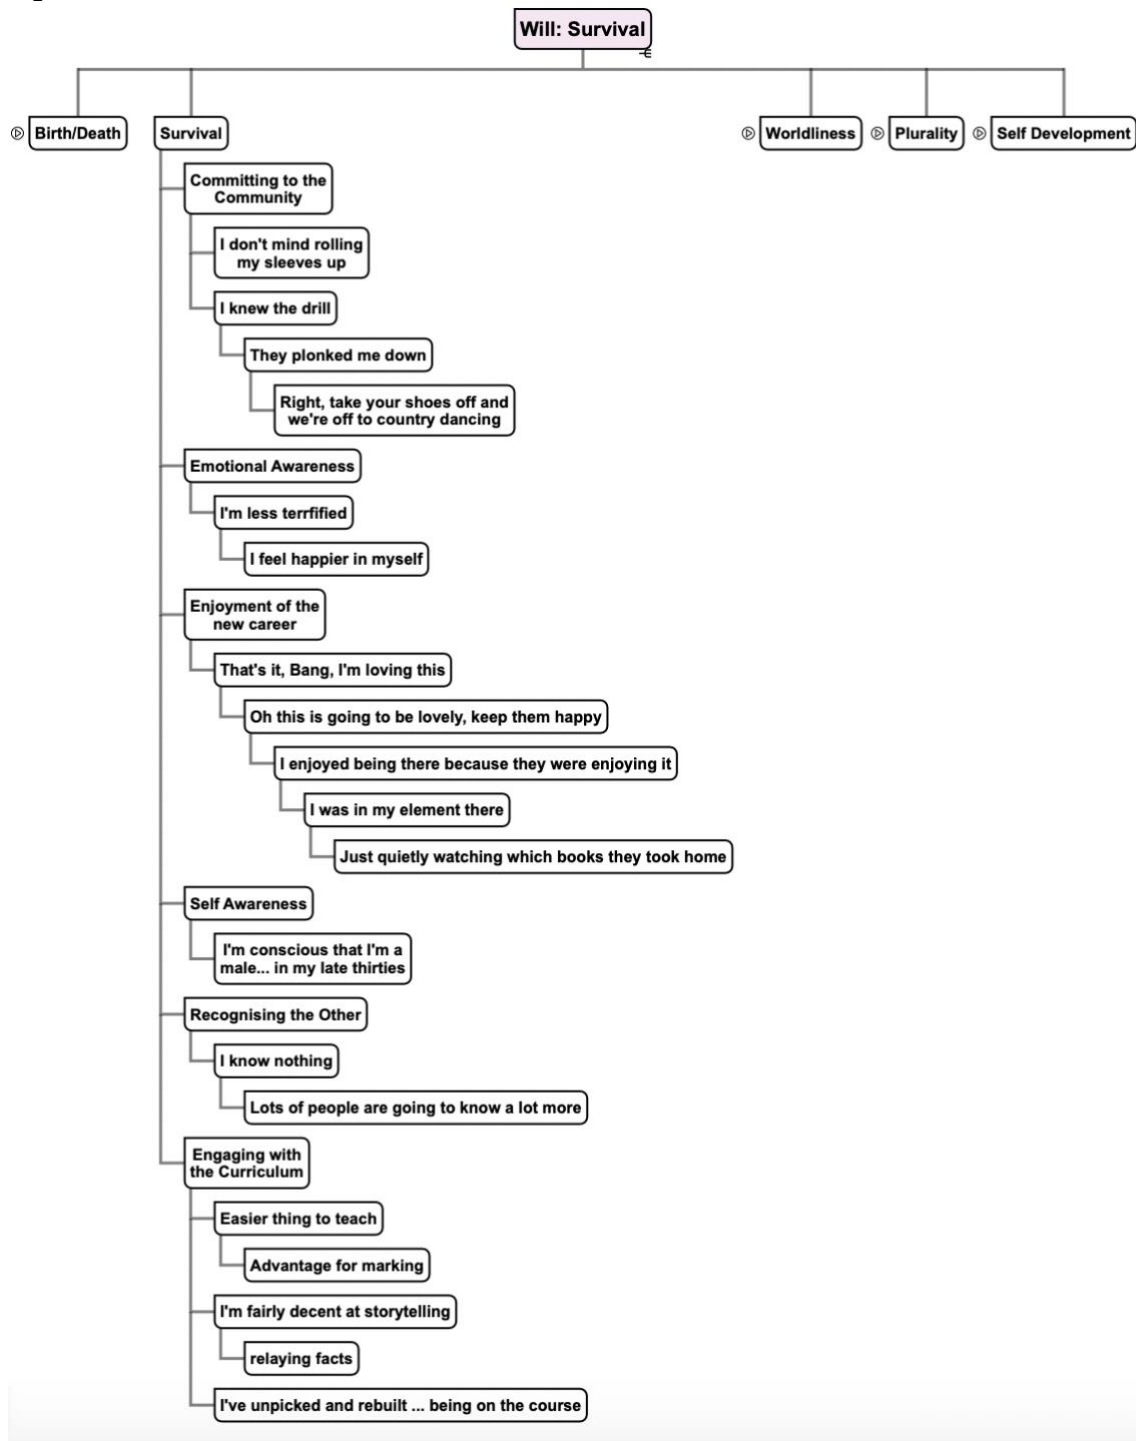 Will: Survival
Birth/Death
Survival
Worldliness
Plurality
Self Development
Committing to the
Community
I don't mind rolling
my sleeves up
I knew the drill
They plonked me down
Right, take your shoes off and
we're off to country dancing
Emotional Awareness
I'm less terrfified
I feel happier in myself
Enjoyment of the
new career
That's it, Bang, I'm loving this
Oh this is going to be lovely, keep them happy
I enjoyed being there because they were enjoying it
I was in my element there
Just quietly watching which books they took home
Self Awareness
I'm conscious that I'm a
male... in my late thirties
Recognising the Other
I know nothing
Lots of people are going to know a lot more
Engaging with
the Curriculum
Easier thing to teach
Advantage for marking
I'm fairly decent at storytelling
relaying facts
I've unpicked and rebuilt ... being on the course